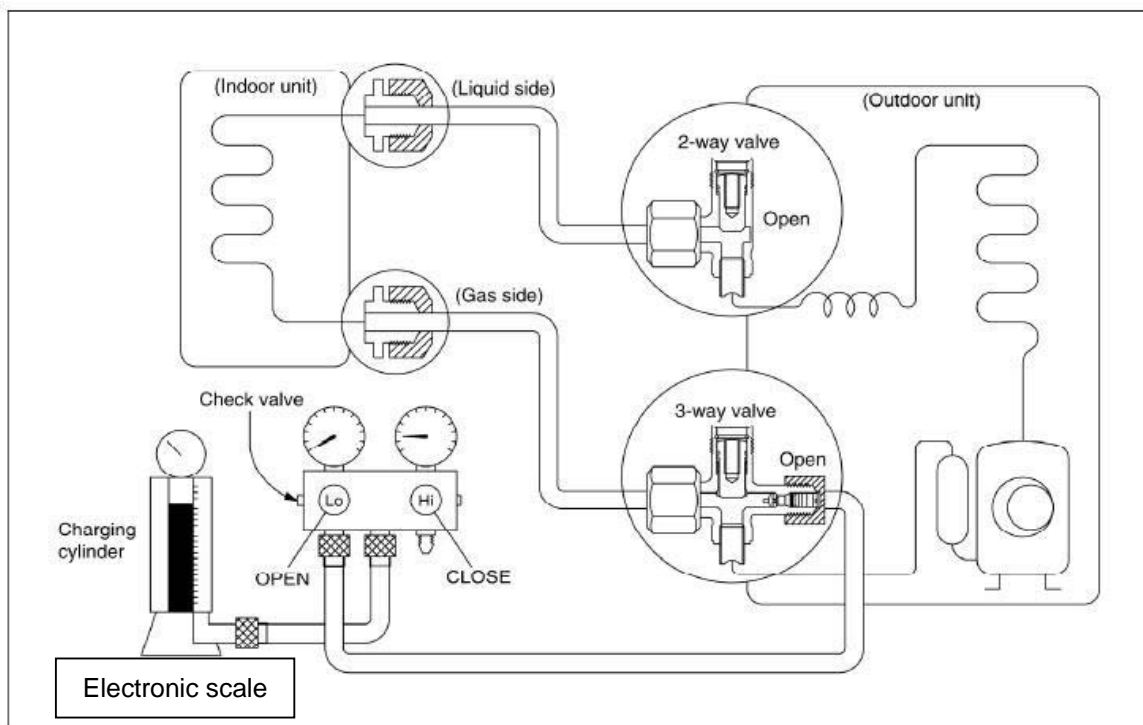 (Indoor unit)
(Liquid side)
(Outdoor unit)
2-way valve
Open
(Gas side)
3-way valve
Open
Check valve
Lo
Hi
Charging
cylinder
OPEN
CLOSE
Electronic scale